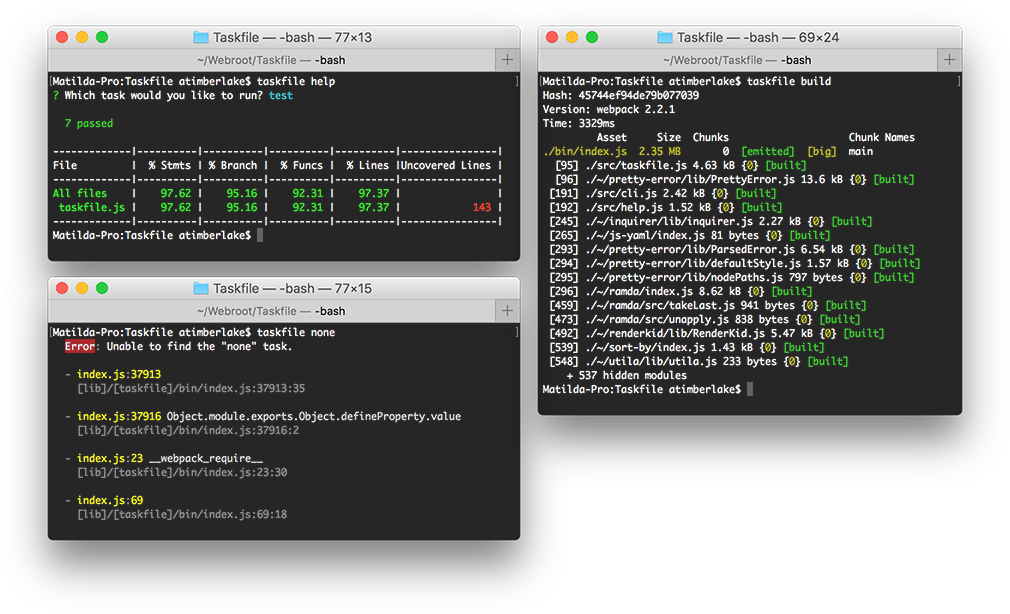 Taskfile — -bash — 77×13
~/Webroot/Taskfile — -bash
[Matilda-Pro:Taskfile atimberlake$ taskfile help ]
? Which task would you like to run? test
7 passed
---------------|----------|----------|----------|----------|----------------|
File | % Stmts | % Branch | % Funcs | % Lines |Uncovered Lines |
---------------|----------|----------|----------|----------|----------------|
All files | 97.62 | 95.16 | 92.31 | 97.37 | |
taskfile.js | 97.62 | 95.16 | 92.31 | 97.37 | 143 |
---------------|----------|----------|----------|----------|----------------|
Matilda-Pro:Taskfile atimberlake$
Taskfile — -bash — 77×15
~/Webroot/Taskfile — -bash
[Matilda-Pro:Taskfile atimberlake$ taskfile none ]
Error: Unable to find the "none" task.
- index.js:37913
[lib]/[taskfile]/bin/index.js:37913:35
- index.js:37916 Object.module.exports.Object.defineProperty.value
[lib]/[taskfile]/bin/index.js:37916:2
- index.js:23 __webpack_require__
[lib]/[taskfile]/bin/index.js:23:30
- index.js:69
[lib]/[taskfile]/bin/index.js:69:18
Taskfile — -bash — 69×24
~/Webroot/Taskfile — -bash
[Matilda-Pro:Taskfile atimberlake$ taskfile build ]
Hash: 45744ef94de79b077039
Version: webpack 2.2.1
Time: 3329ms
Asset Size Chunks Chunk Names
./bin/index.js 2.35 MB 0 [emitted] [big] main
[95] ./src/taskfile.js 4.63 kB {0} [built]
[96] ./~/pretty-error/lib/PrettyError.js 13.6 kB {0} [built]
[191] ./src/cli.js 2.42 kB {0} [built]
[192] ./src/help.js 1.52 kB {0} [built]
[245] ./~/inquirer/lib/inquirer.js 2.27 kB {0} [built]
[265] ./~/js-yaml/index.js 81 bytes {0} [built]
[293] ./~/pretty-error/lib/ParsedError.js 6.54 kB {0} [built]
[294] ./~/pretty-error/lib/defaultStyle.js 1.57 kB {0} [built]
[295] ./~/pretty-error/lib/nodePaths.js 797 bytes {0} [built]
[296] ./~/ramda/index.js 8.62 kB {0} [built]
[459] ./~/ramda/src/takeLast.js 941 bytes {0} [built]
[473] ./~/ramda/src/unapply.js 838 bytes {0} [built]
[492] ./~/renderkid/lib/RenderKid.js 5.47 kB {0} [built]
[539] ./~/sort-by/index.js 1.43 kB {0} [built]
[548] ./~/utila/lib/utila.js 233 bytes {0} [built]
+ 537 hidden modules
Matilda-Pro:Taskfile atimberlake$